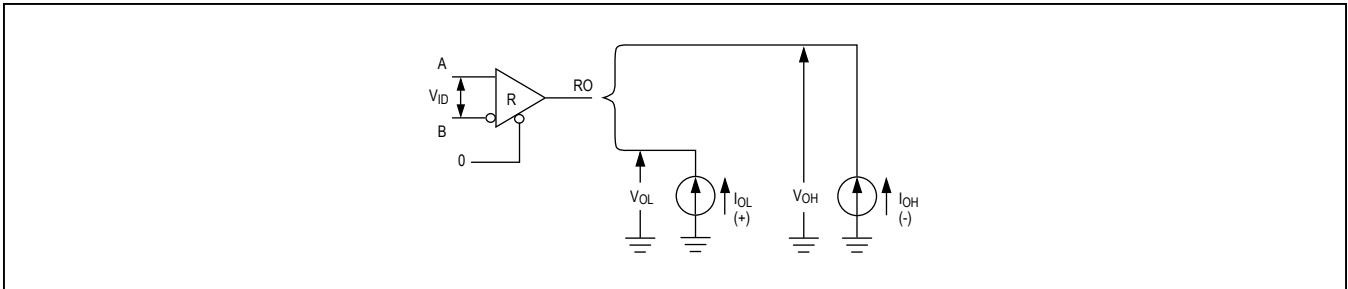 A
RO
R
VID
B
0
VOL
IOL
(+)
VOH
IOH
(-)